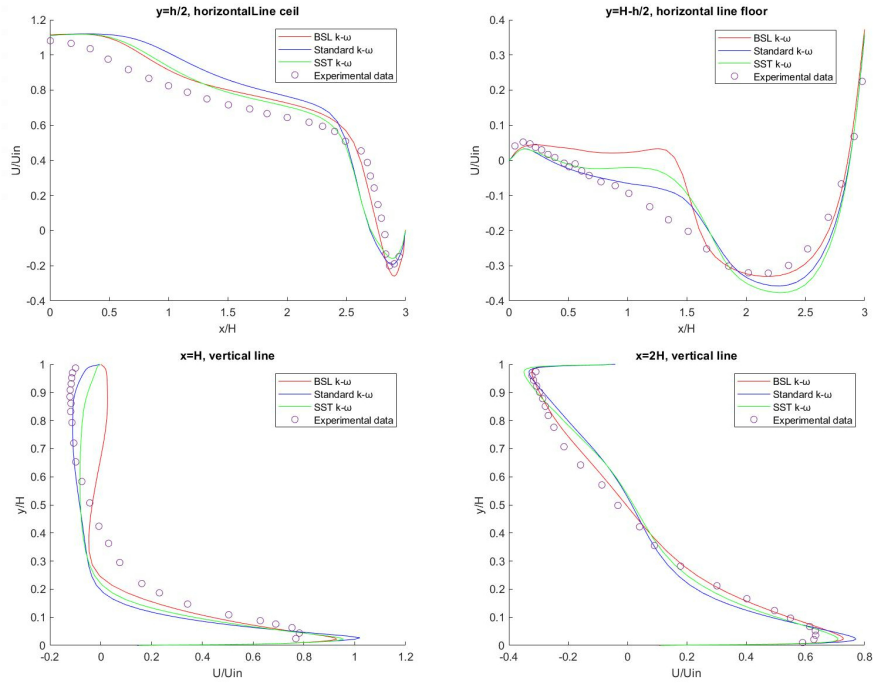 y=h/2, horizontalLine ceil
1.2
1
0.8
0.6
0.4
0.2
0
-0.2
-0.4
U/Uin
0
0.5
1
1.5
2
2.5
3
x/H
BSL k-ω
Standard k-ω
SST k-ω
Experimental data
y=H-h/2, horizontal line floor
0.4
0.3
0.2
0.1
0
-0.1
-0.2
-0.3
-0.4
U/Uin
0
0.5
1
1.5
2
2.5
3
x/H
BSL k-ω
Standard k-ω
SST k-ω
Experimental data
x=H, vertical line
1
0.9
0.8
0.7
0.6
0.5
0.4
0.3
0.2
0.1
0
y/H
-0.2
0
0.2
0.4
0.6
0.8
1
1.2
U/Uin
BSL k-ω
Standard k-ω
SST k-ω
Experimental data
x=2H, vertical line
1
0.9
0.8
0.7
0.6
0.5
0.4
0.3
0.2
0.1
0
y/H
-0.4
-0.2
0
0.2
0.4
0.6
0.8
U/Uin
BSL k-ω
Standard k-ω
SST k-ω
Experimental data